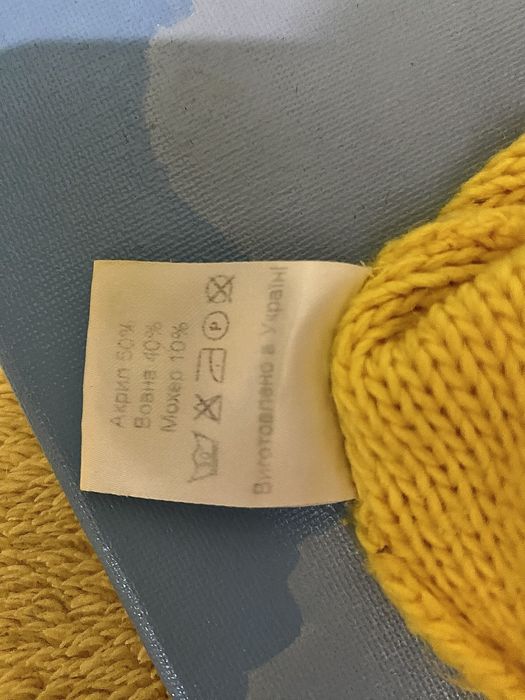 Акрил 50%
Вовна 40%
Мохер 10%
P
Виготовлено в Україні